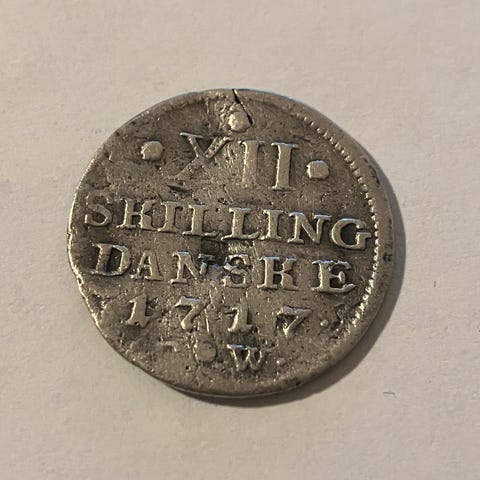 · XII ·
SKILLING
DANSKE
1717.
· W ·